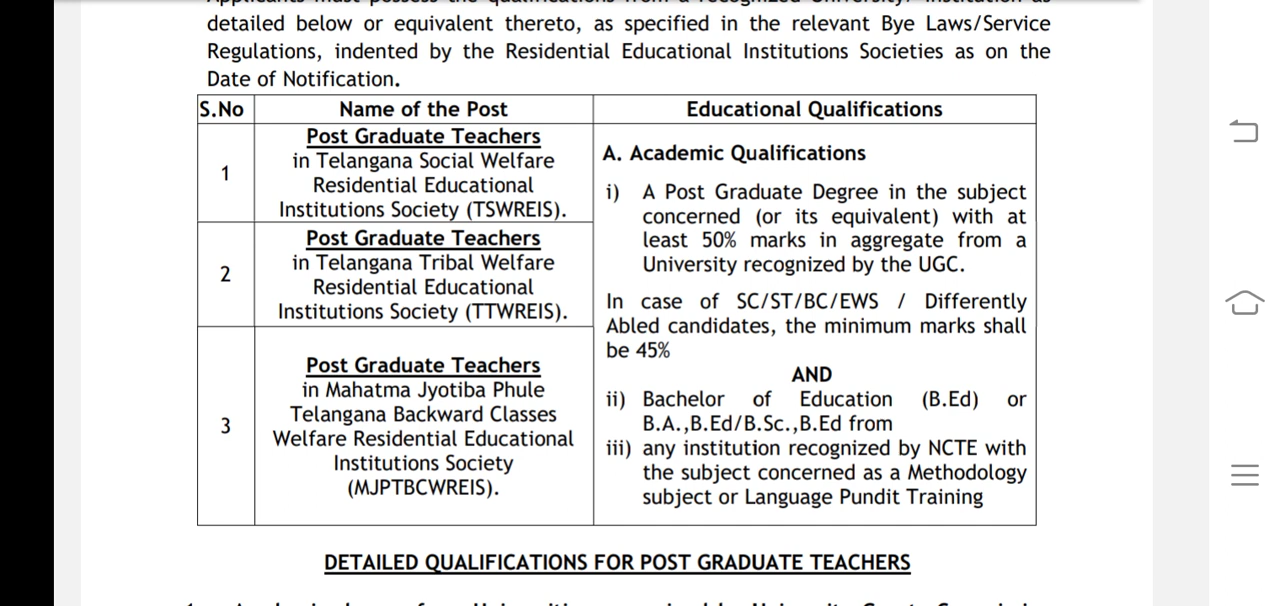 detailed below or equivalent thereto, as specified in the relevant Bye Laws/Service
Regulations, indented by the Residential Educational Institutions Societies as on the
Date of Notification.
S.No Name of the Post Educational Qualifications
1
Post Graduate Teachers
in Telangana Social Welfare
Residential Educational
Institutions Society (TSWREIS).
2
Post Graduate Teachers
in Telangana Tribal Welfare
Residential Educational
Institutions Society (TTWREIS).
3
Post Graduate Teachers
in Mahatma Jyotiba Phule
Telangana Backward Classes
Welfare Residential Educational
Institutions Society
(MJPTBCWREIS).
A. Academic Qualifications
i) A Post Graduate Degree in the subject
concerned (or its equivalent) with at
least 50% marks in aggregate from a
University recognized by the UGC.
In case of SC/ST/BC/EWS / Differently
Abled candidates, the minimum marks shall
be 45%
AND
ii) Bachelor of Education (B.Ed) or
B.A.,B.Ed/B.Sc.,B.Ed from
iii) any institution recognized by NCTE with
the subject concerned as a Methodology
subject or Language Pundit Training
DETAILED QUALIFICATIONS FOR POST GRADUATE TEACHERS